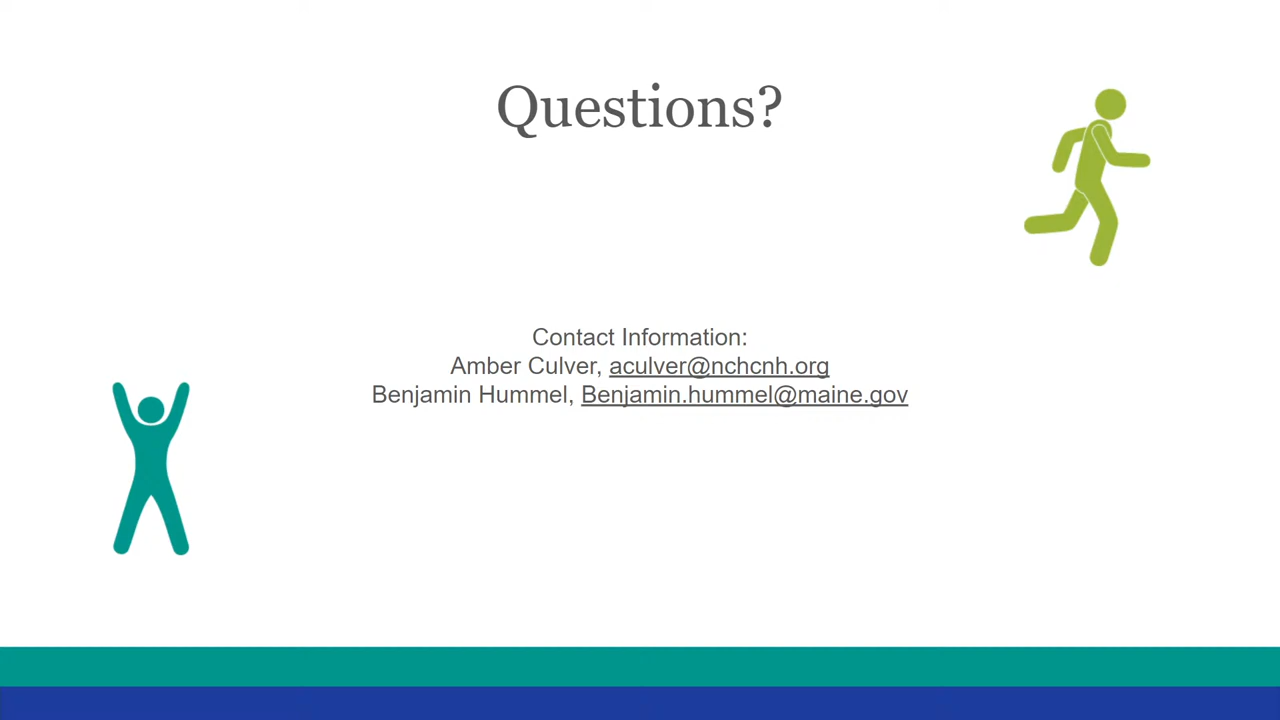 Questions?
Contact Information:
Amber Culver, aculver@nchcnh.org
Benjamin Hummel, Benjamin.hummel@maine.gov